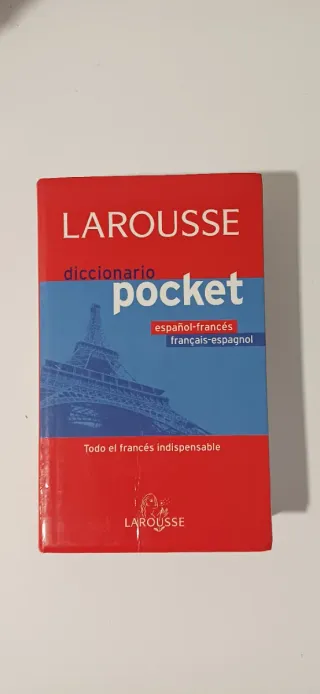 LAROUSSE
diccionario
pocket
español-francés
français-espagnol
Todo el francés indispensable
LAROUSSE